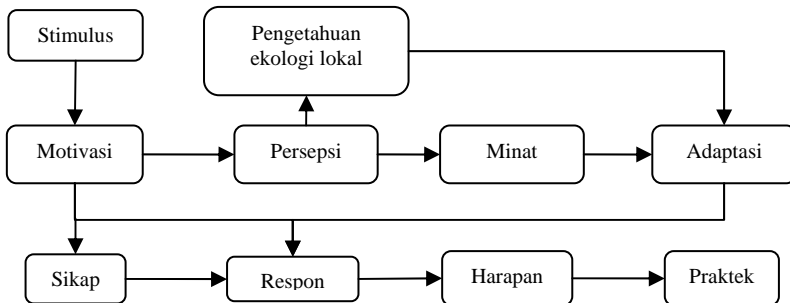 Stimulus
Pengetahuan
ekologi lokal
Motivasi
Persepsi
Minat
Adaptasi
Sikap
Respon
Harapan
Praktek